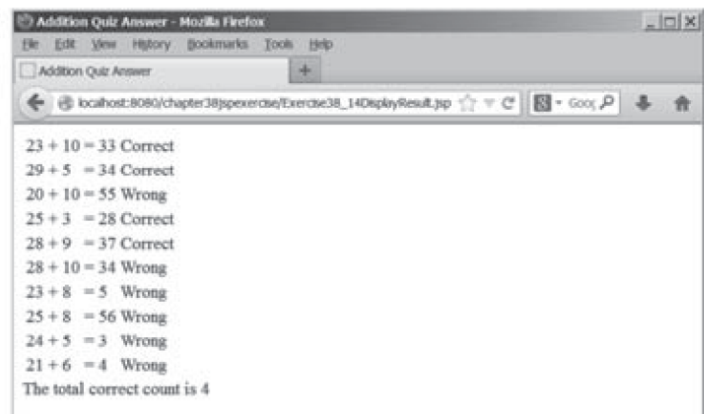 Addition Quiz Answer - Mozilla Firefox
File Edit View History Bookmarks Tools Help
Addition Quiz Answer +
localhost:8080/chapter38jspexercise/Exercise38_14DisplayResult.jsp Goog
23 + 10 = 33 Correct
29 + 5 = 34 Correct
20 + 10 = 55 Wrong
25 + 3 = 28 Correct
28 + 9 = 37 Correct
28 + 10 = 34 Wrong
23 + 8 = 5 Wrong
25 + 8 = 56 Wrong
24 + 5 = 3 Wrong
21 + 6 = 4 Wrong
The total correct count is 4